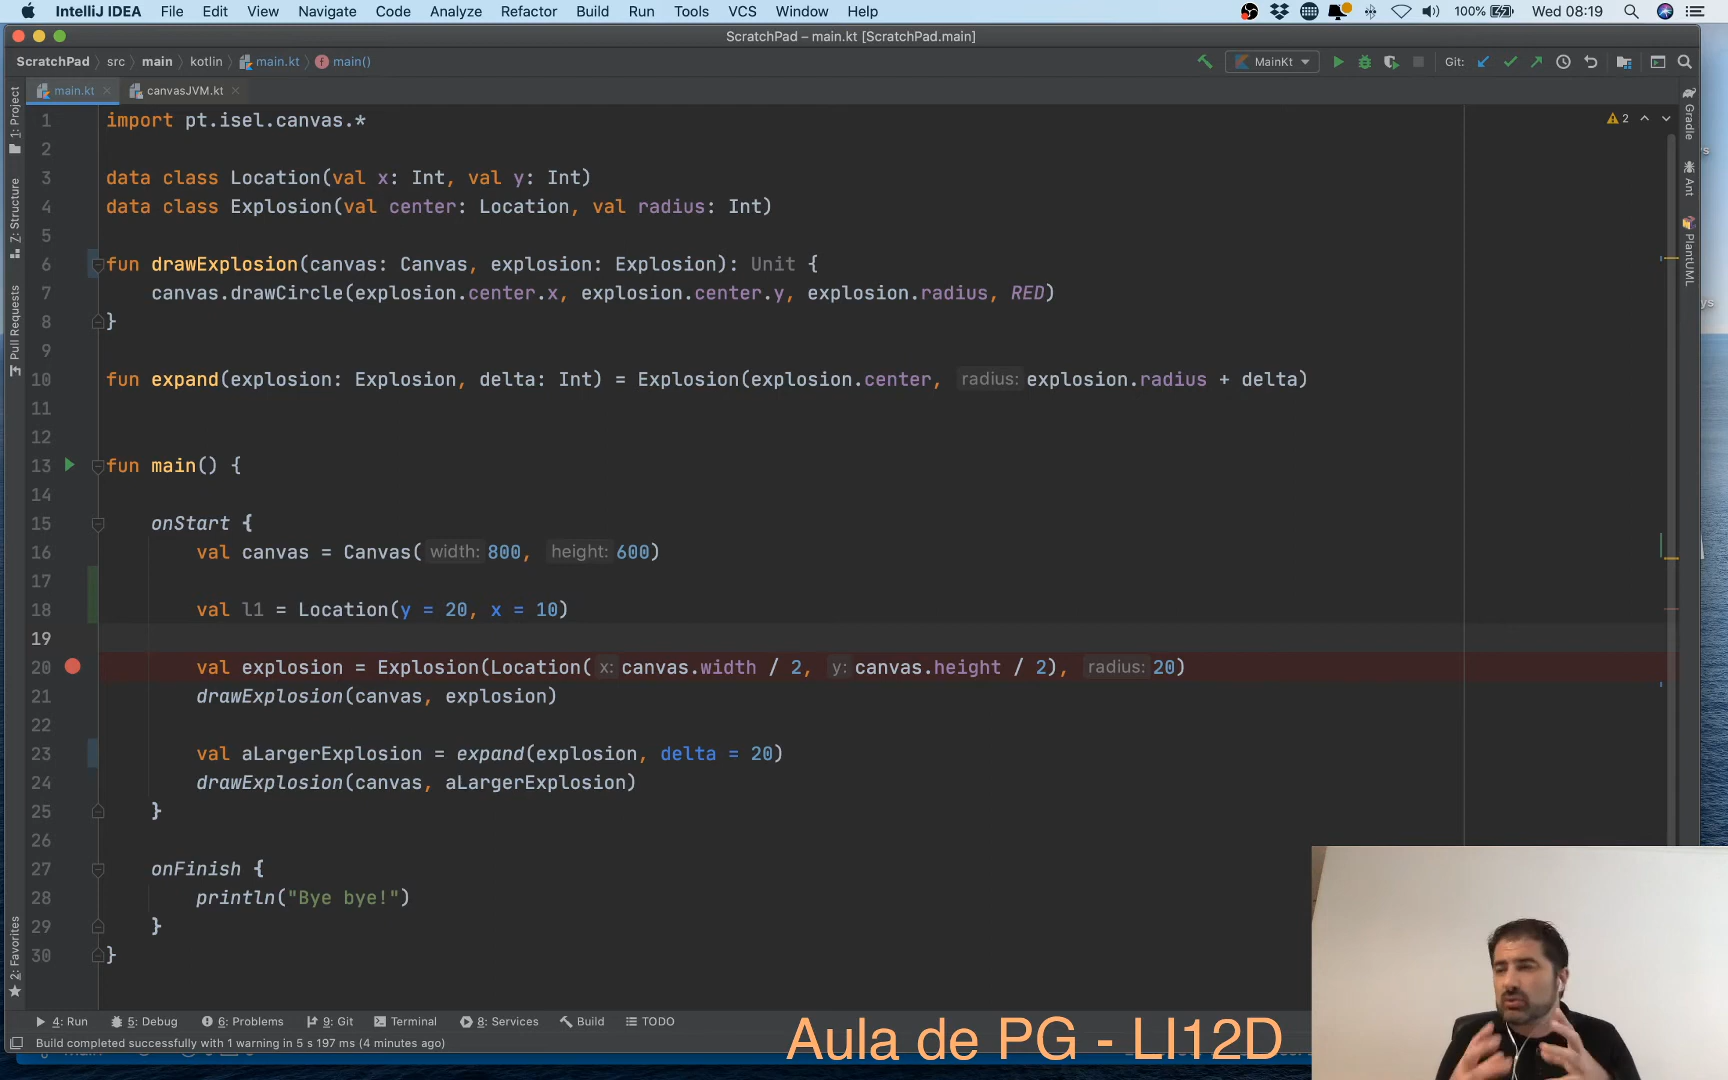 IntelliJ IDEA File Edit View Navigate Code Analyze Refactor Build Run Tools VCS Window Help 100% Wed 08:19
ScratchPad – main.kt [ScratchPad.main]
ScratchPad src main kotlin main.kt main() MainKt Git:
main.kt canvasJVM.kt
1: Project
Z: Structure
Pull Requests
2: Favorites
Gradle
Ant
PlantUML
2
1 import pt.isel.canvas.*
2
3 data class Location(val x: Int, val y: Int)
4 data class Explosion(val center: Location, val radius: Int)
5
6 fun drawExplosion(canvas: Canvas, explosion: Explosion): Unit {
7 canvas.drawCircle(explosion.center.x, explosion.center.y, explosion.radius, RED)
8 }
9
10 fun expand(explosion: Explosion, delta: Int) = Explosion(explosion.center, radius: explosion.radius + delta)
11
12
13 fun main() {
14
15 onStart {
16 val canvas = Canvas( width: 800, height: 600)
17
18 val l1 = Location(y = 20, x = 10)
19
20 val explosion = Explosion(Location( x: canvas.width / 2, y: canvas.height / 2), radius: 20)
21 drawExplosion(canvas, explosion)
22
23 val aLargerExplosion = expand(explosion, delta = 20)
24 drawExplosion(canvas, aLargerExplosion)
25 }
26
27 onFinish {
28 println("Bye bye!")
29 }
30 }
4: Run 5: Debug 6: Problems 9: Git Terminal 8: Services Build TODO
Build completed successfully with 1 warning in 5 s 197 ms (4 minutes ago)
Aula de PG - LI12D